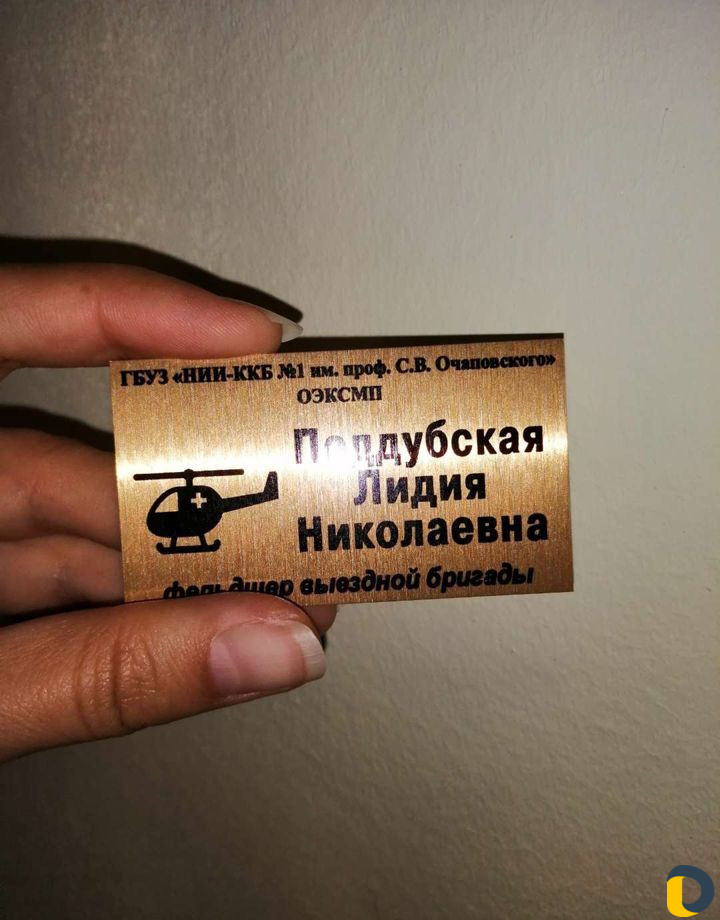 ГБУЗ «НИИ-ККБ №1 им. проф. С.В. Очаповского»
ОЭКСМП
Поддубская
Лидия
Николаевна
фельдшер выездной бригады